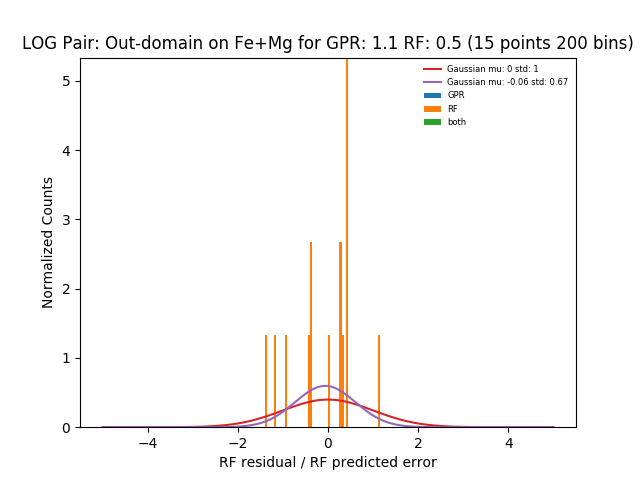 LOG Pair: Out-domain on Fe+Mg for GPR: 1.1 RF: 0.5 (15 points 200 bins)
Gaussian mu: 0 std: 1
Gaussian mu: -0.06 std: 0.67
GPR
RF
both
Normalized Counts
5
4
3
2
1
0
−4
−2
0
2
4
RF residual / RF predicted error